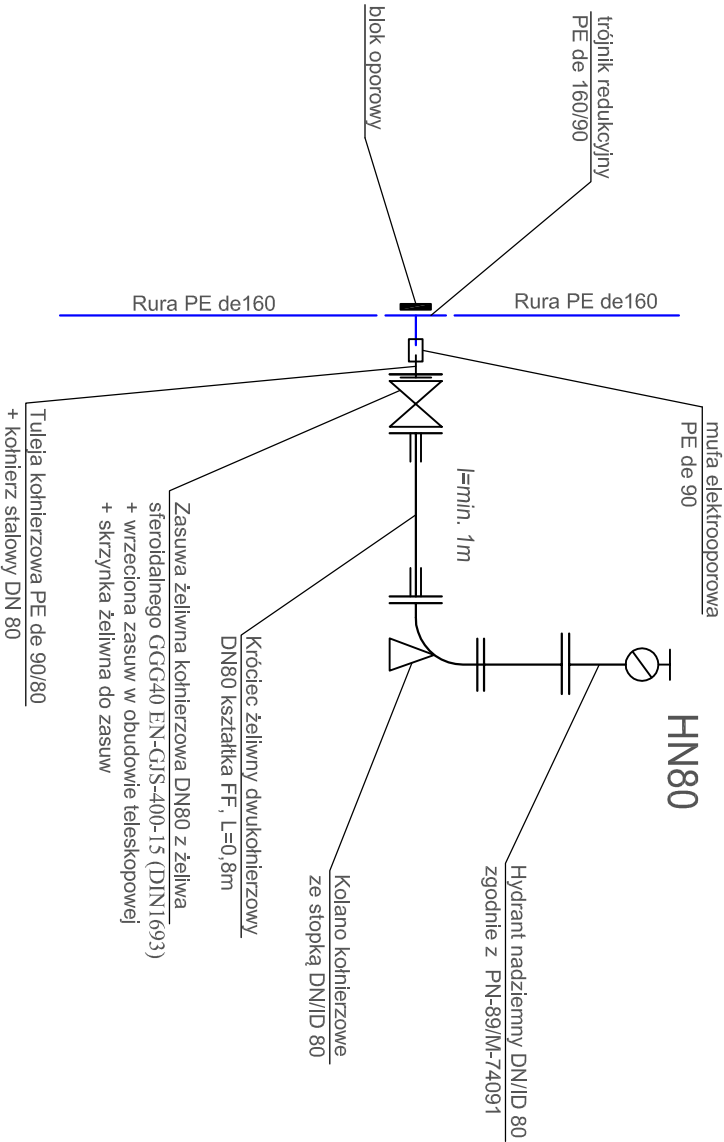 trójnik redukcyjny
PE de 160/90
blok oporowy
Rura PE de160
Rura PE de160
mufa elektrooporowa
PE de 90
l=min. 1m
HN80
Hydrant nadziemny DN/ID 80
zgodnie z PN-89/M-74091
Kolano kołnierzowe
ze stopką DN/ID 80
Króciec żeliwny dwukołnierzowy
DN80 kształtka FF, L=0,8m
Zasuwa żeliwna kołnierzowa DN80 z żeliwa
sferoidalnego GGG40 EN-GJS-400-15 (DIN1693)
+ wrzeciona zasuw w obudowie teleskopowej
+ skrzynka żeliwna do zasuw
Tuleja kołnierzowa PE de 90/80
+ kołnierz stalowy DN 80